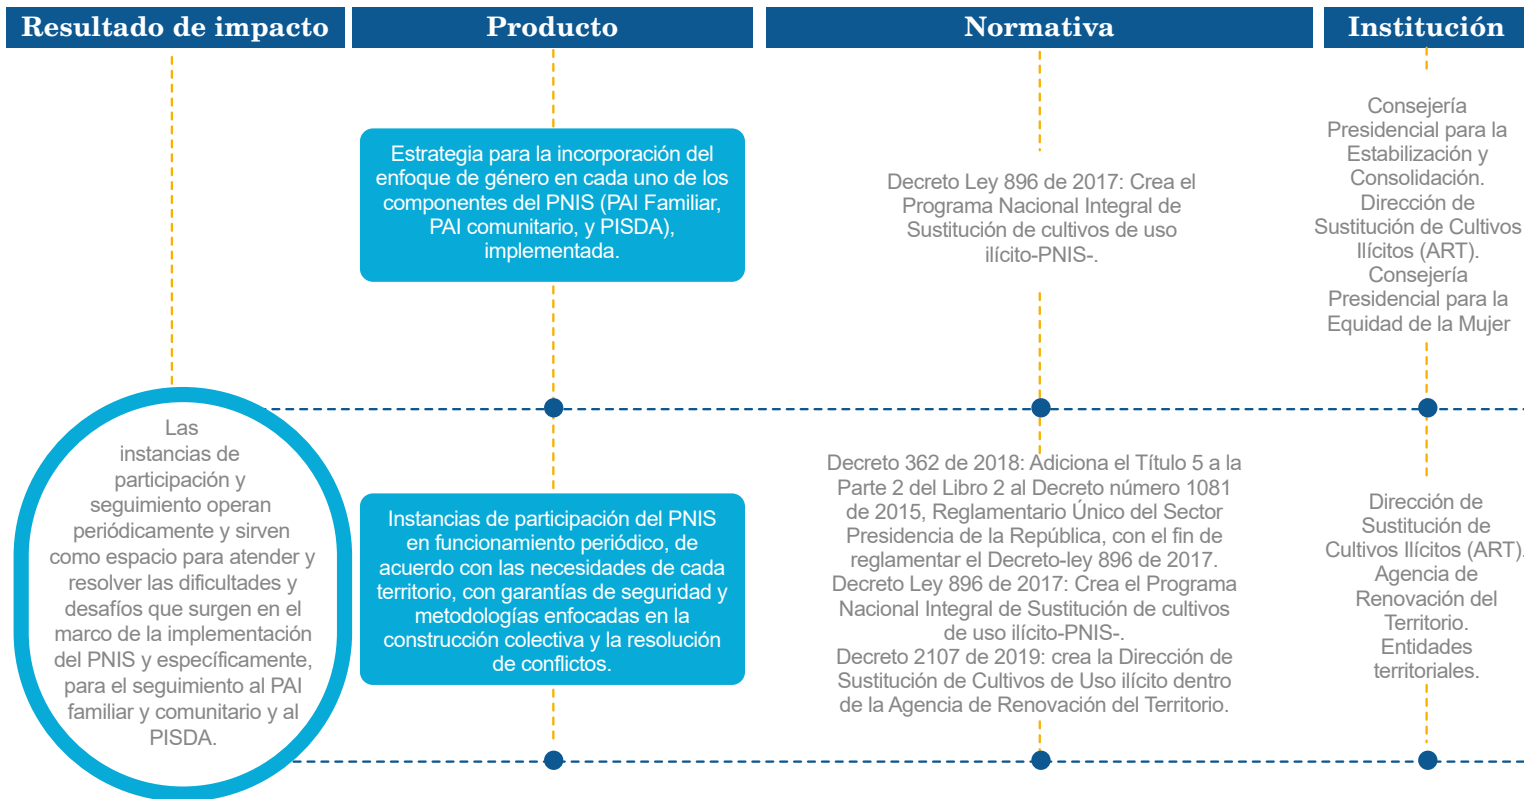 Resultado de impacto
Producto
Normativa
Institución
Estrategia para la incorporación del
enfoque de género en cada uno de los
componentes del PNIS (PAI Familiar,
PAI comunitario, y PISDA),
implementada.
Decreto Ley 896 de 2017: Crea el
Programa Nacional Integral de
Sustitución de cultivos de uso
ilícito-PNIS-.
Consejería
Presidencial para la
Estabilización y
Consolidación.
Dirección de
Sustitución de Cultivos
Ilícitos (ART).
Consejería
Presidencial para la
Equidad de la Mujer
Las
instancias de
participación y
seguimiento operan
periódicamente y sirven
como espacio para atender y
resolver las dificultades y
desafíos que surgen en el
marco de la implementación
del PNIS y específicamente,
para el seguimiento al PAI
familiar y comunitario y al
PISDA.
Instancias de participación del PNIS
en funcionamiento periódico, de
acuerdo con las necesidades de cada
territorio, con garantías de seguridad y
metodologías enfocadas en la
construcción colectiva y la resolución
de conflictos.
Decreto 362 de 2018: Adiciona el Título 5 a la
Parte 2 del Libro 2 al Decreto número 1081
de 2015, Reglamentario Único del Sector
Presidencia de la República, con el fin de
reglamentar el Decreto-ley 896 de 2017.
Decreto Ley 896 de 2017: Crea el Programa
Nacional Integral de Sustitución de cultivos
de uso ilícito-PNIS-.
Decreto 2107 de 2019: crea la Dirección de
Sustitución de Cultivos de Uso ilícito dentro
de la Agencia de Renovación del Territorio.
Dirección de
Sustitución de
Cultivos Ilícitos (ART).
Agencia de
Renovación del
Territorio.
Entidades
territoriales.